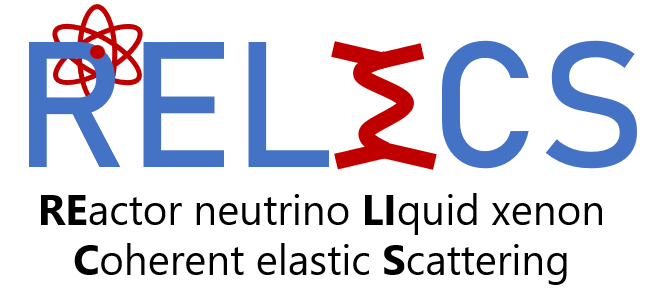 RELICS
REactor neutrino LIquid xenon
Coherent elastic Scattering